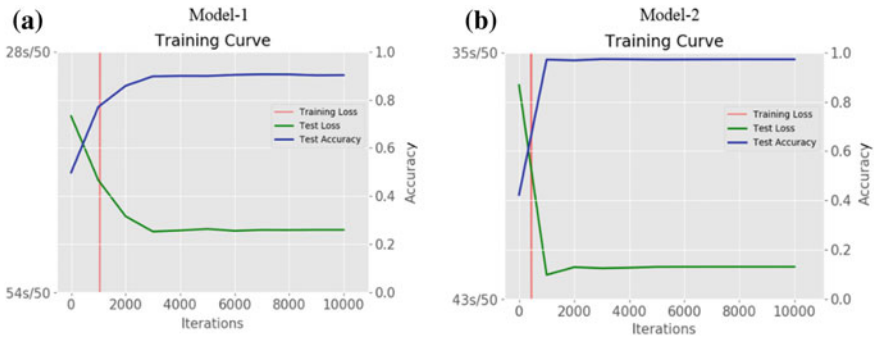 (a)
Model-1
Training Curve
28s/50
54s/50
1.0
0.8
0.6
0.4
0.2
0.0
Accuracy
Training Loss
Test Loss
Test Accuracy
0 2000 4000 6000 8000 10000
Iterations
(b)
Model-2
Training Curve
35s/50
43s/50
1.0
0.8
0.6
0.4
0.2
0.0
Accuracy
Training Loss
Test Loss
Test Accuracy
0 2000 4000 6000 8000 10000
Iterations